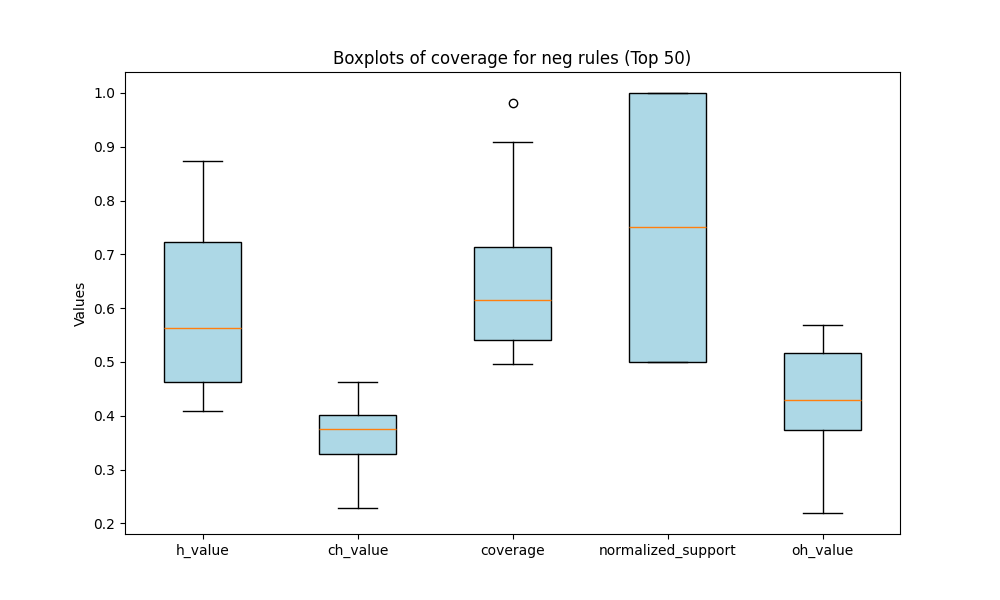 Boxplots of coverage for neg rules (Top 50)
Values
1.0
0.9
0.8
0.7
0.6
0.5
0.4
0.3
0.2
h_value
ch_value
coverage
normalized_support
oh_value